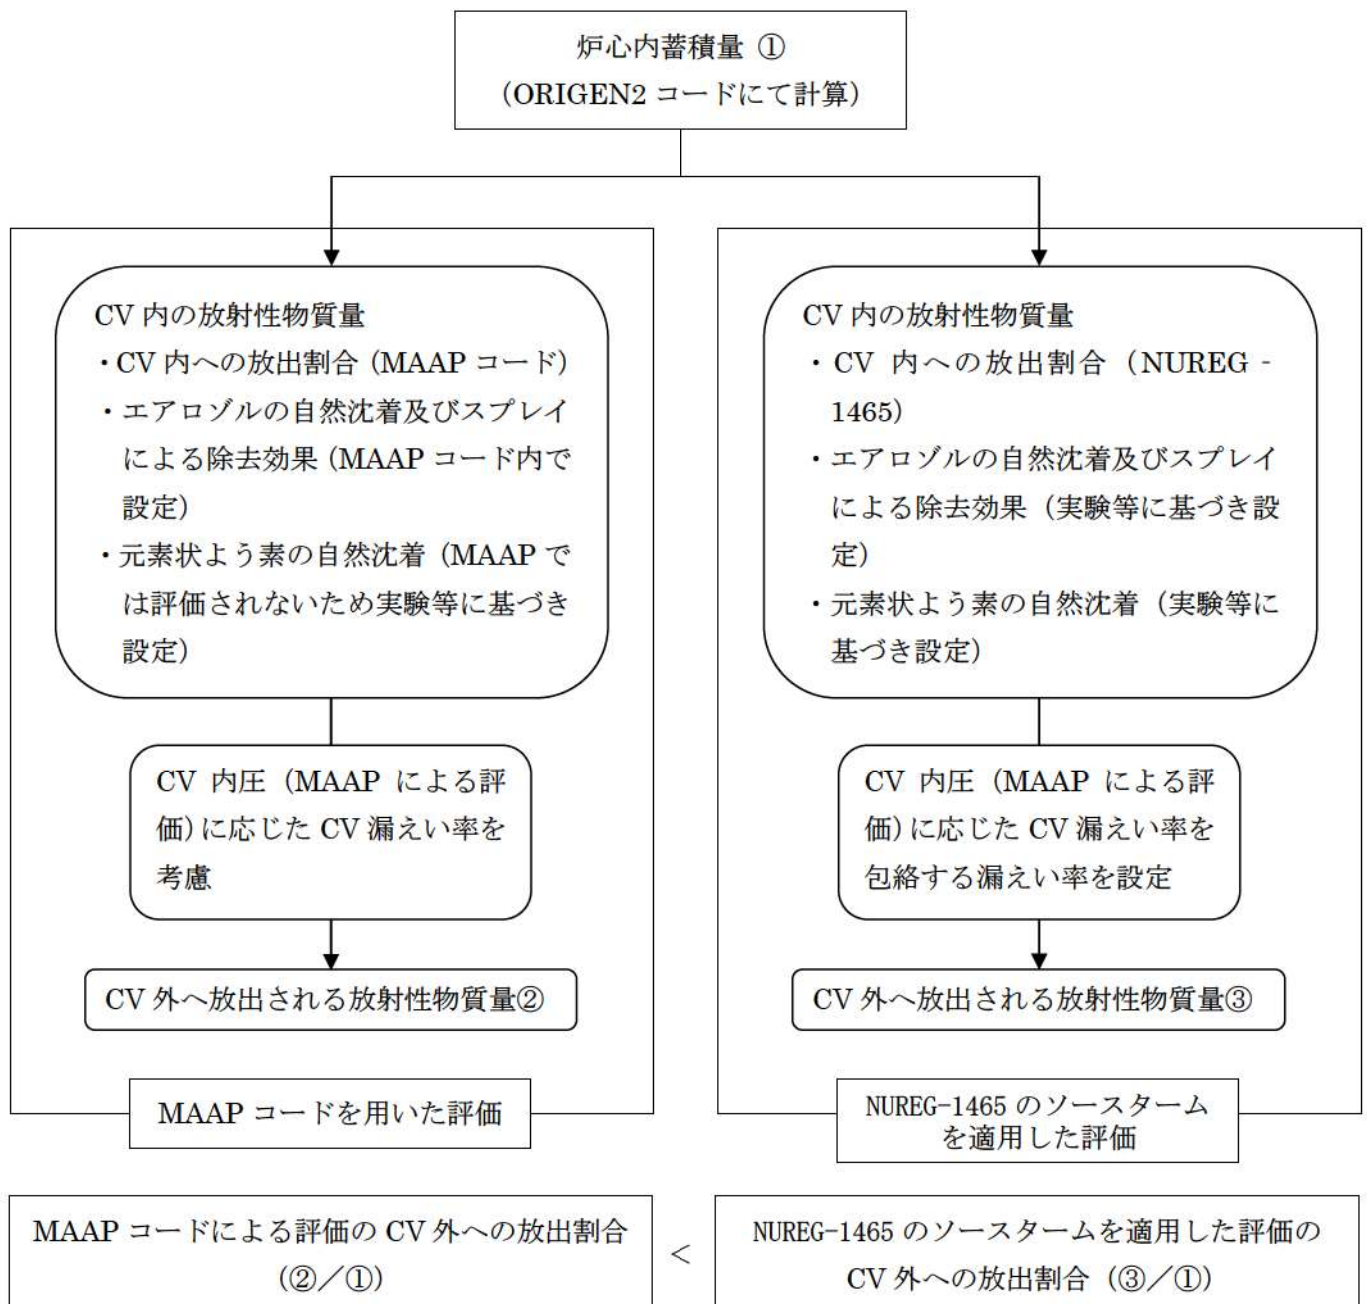 炉心内蓄積量 ①
（ORIGEN2 コードにて計算）
CV 内の放射性物質量
・CV 内への放出割合（MAAP コード）
・エアロゾルの自然沈着及びスプレイ
による除去効果（MAAP コード内で
設定）
・元素状よう素の自然沈着（MAAP で
は評価されないため実験等に基づき
設定）
CV 内圧（MAAP による評
価）に応じた CV 漏えい率を
考慮
CV 外へ放出される放射性物質量②
MAAP コードを用いた評価
CV 内の放射性物質量
・CV 内への放出割合（NUREG -
1465）
・エアロゾルの自然沈着及びスプレイ
による除去効果（実験等に基づき設
定）
・元素状よう素の自然沈着（実験等に
基づき設定）
CV 内圧（MAAP による評
価）に応じた CV 漏えい率を
包絡する漏えい率を設定
CV 外へ放出される放射性物質量③
NUREG-1465 のソースターム
を適用した評価
MAAP コードによる評価の CV 外への放出割合
（②／①）
＜
NUREG-1465 のソースタームを適用した評価の
CV 外への放出割合（③／①）